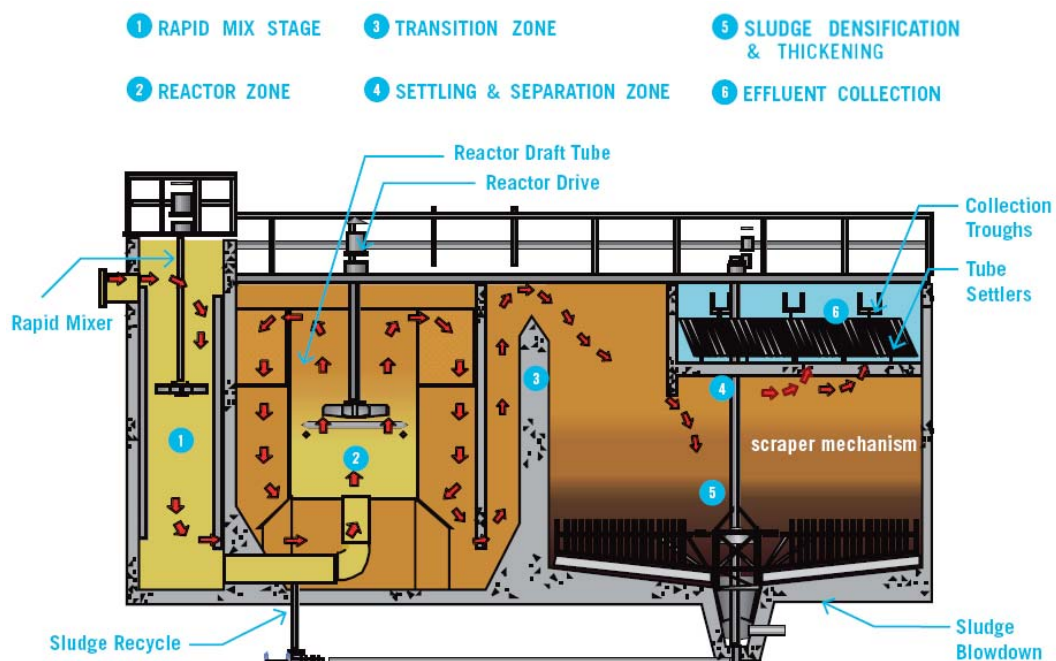 1 RAPID MIX STAGE
3 TRANSITION ZONE
5 SLUDGE DENSIFICATION
& THICKENING
2 REACTOR ZONE
4 SETTLING & SEPARATION ZONE
6 EFFLUENT COLLECTION
Reactor Draft Tube
Reactor Drive
Collection
Troughs
Tube
Settlers
Rapid Mixer
6
3
4
1
2
scraper mechanism
5
Sludge Recycle
Sludge
Blowdown